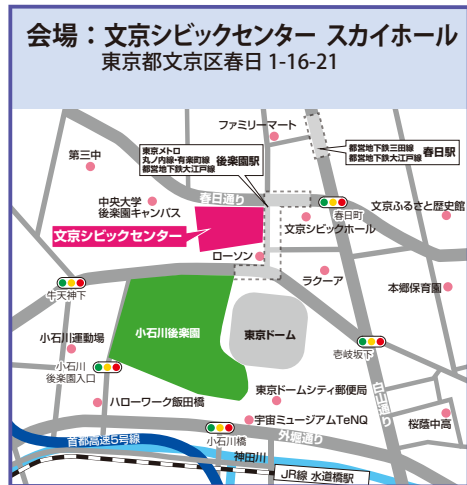 会場：文京シビックセンター スカイホール
東京都文京区春日 1-16-21
ファミリーマート
東京メトロ
丸ノ内線・有楽町線
都営地下鉄大江戸線
後楽園駅
都営地下鉄三田線
都営地下鉄大江戸線
春日駅
第三中
中央大学
後楽園キャンパス
春日通り
春日町
文京ふるさと歴史館
文京シビックホール
文京シビックセンター
ローソン
ラクーア
本郷保育園
牛天神下
小石川後楽園
東京ドーム
小石川運動場
小石川
後楽園入口
壱岐坂下
白山通り
東京ドームシティ郵便局
ハローワーク飯田橋
宇宙ミュージアムTeNQ
桜蔭中高
外堀通り
小石川橋
首都高速5号線
神田川
JR線 水道橋駅